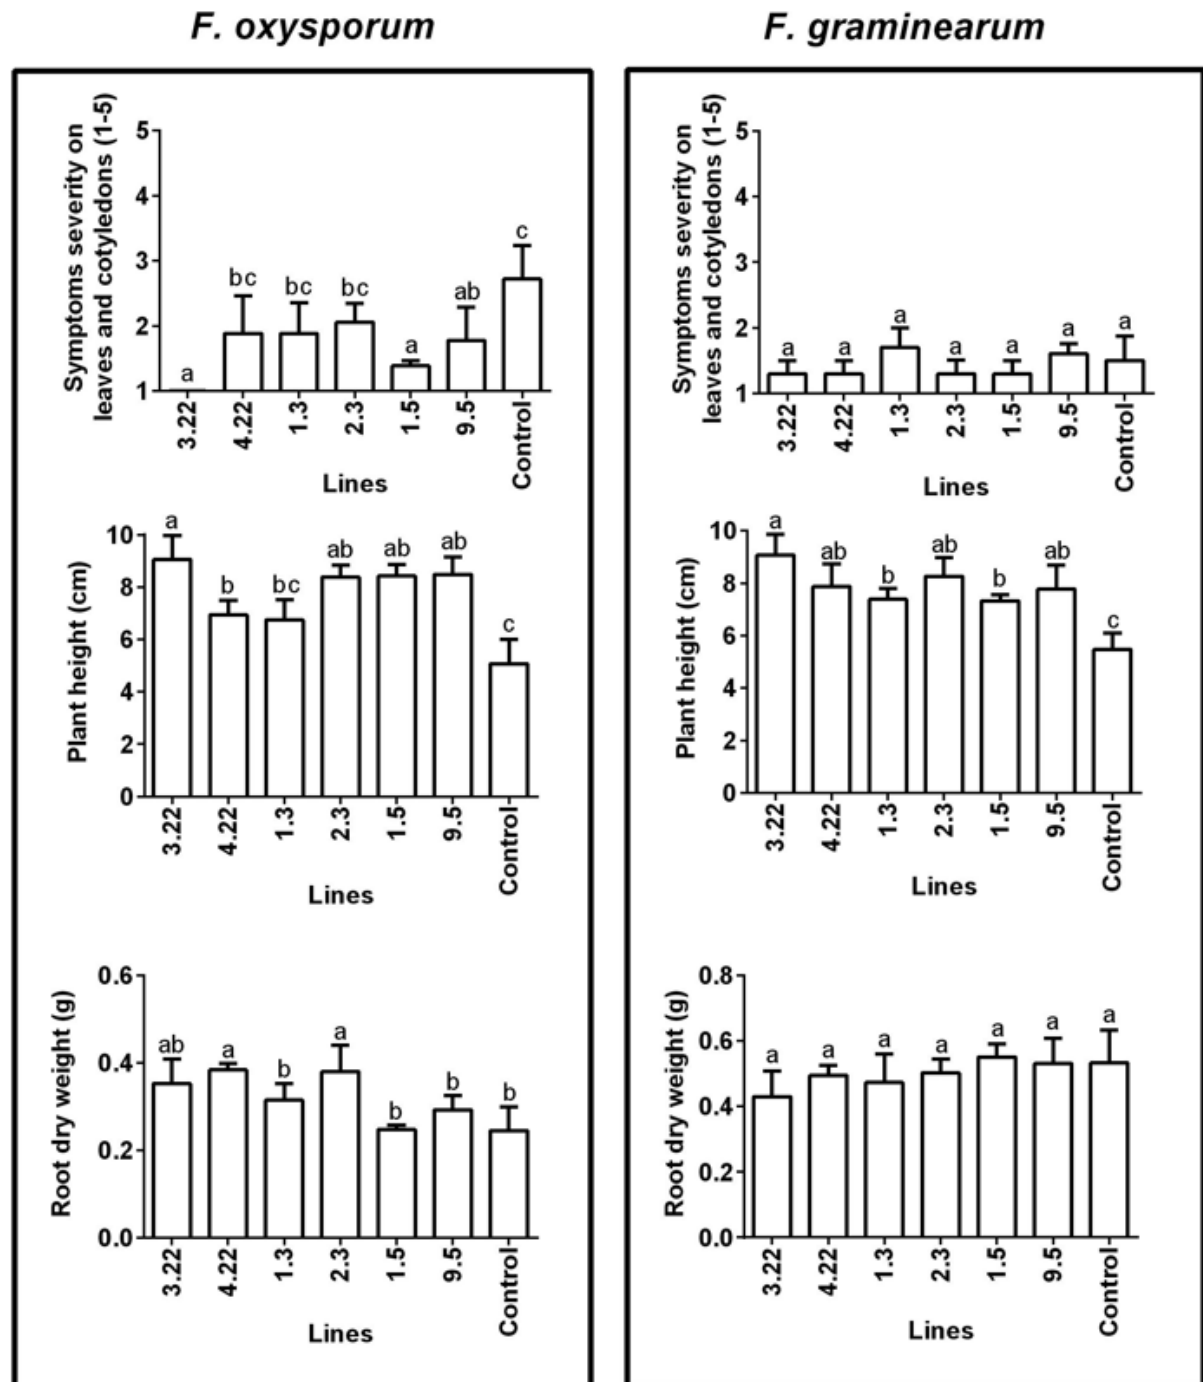 F. oxysporum
Symptoms severity on
leaves and cotyledons (1-5)
5
4
3
2
1
a
bc
bc
bc
a
ab
c
3.22
4.22
1.3
2.3
1.5
9.5
Control
Lines
Plant height (cm)
10
8
6
4
2
0
a
b
bc
ab
ab
ab
c
3.22
4.22
1.3
2.3
1.5
9.5
Control
Lines
Root dry weight (g)
0.6
0.4
0.2
0.0
ab
a
b
a
b
b
b
3.22
4.22
1.3
2.3
1.5
9.5
Control
Lines
F. graminearum
Symptoms severity on
leaves and cotyledons (1-5)
5
4
3
2
1
a
a
a
a
a
a
a
3.22
4.22
1.3
2.3
1.5
9.5
Control
Lines
Plant height (cm)
10
8
6
4
2
0
a
ab
b
ab
b
ab
c
3.22
4.22
1.3
2.3
1.5
9.5
Control
Lines
Root dry weight (g)
0.8
0.6
0.4
0.2
0.0
a
a
a
a
a
a
a
3.22
4.22
1.3
2.3
1.5
9.5
Control
Lines